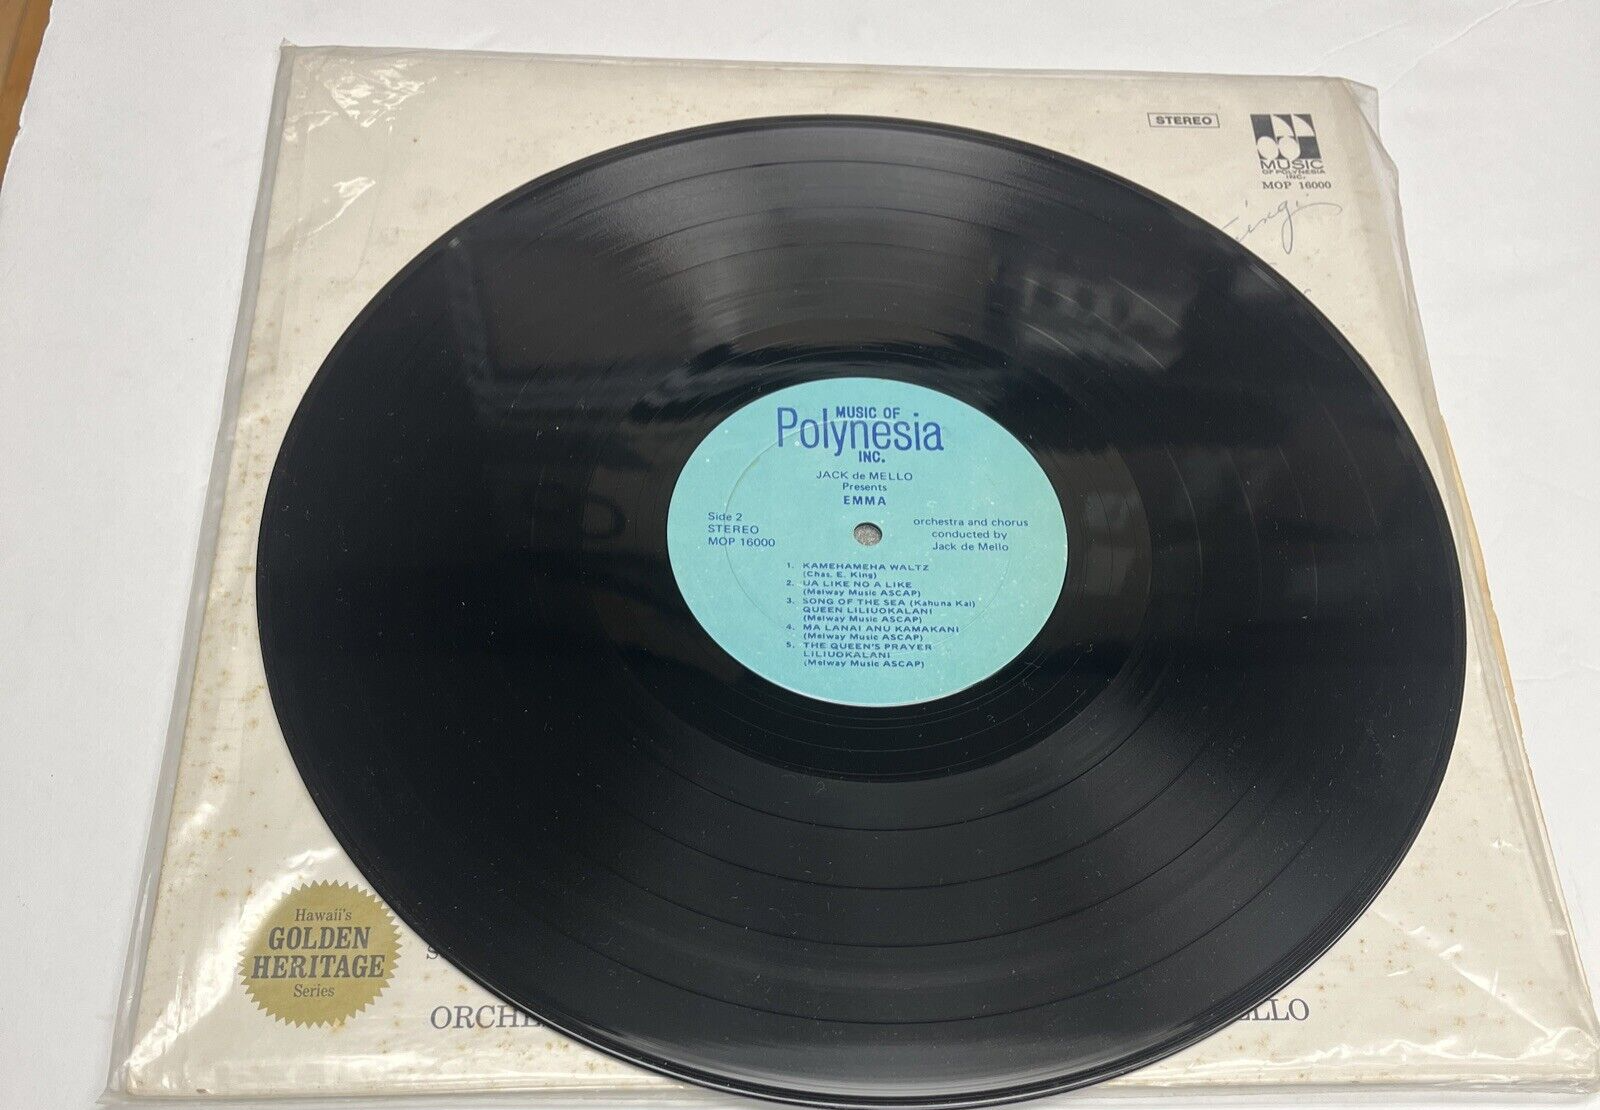 STEREO
MUSIC
OF POLYNESIA
INC.
MOP 16000
MUSIC OF
Polynesia
INC.
JACK de MELLO
Presents
EMMA
Side 2
STEREO
MOP 16000
orchestra and chorus
conducted by
Jack de Mello
1. KAMEHAMEHA WALTZ
(Chas. E. King)
2. UA LIKE NO A LIKE
(Melway Music ASCAP)
3. SONG OF THE SEA (Kahuna Kai)
QUEEN LILIUOKALANI
(Melway Music ASCAP)
4. MA LANAI ANU KAMAKANI
(Melway Music ASCAP)
5. THE QUEEN'S PRAYER
LILIUOKALANI
(Melway Music ASCAP)
Hawaii's
GOLDEN
HERITAGE
Series